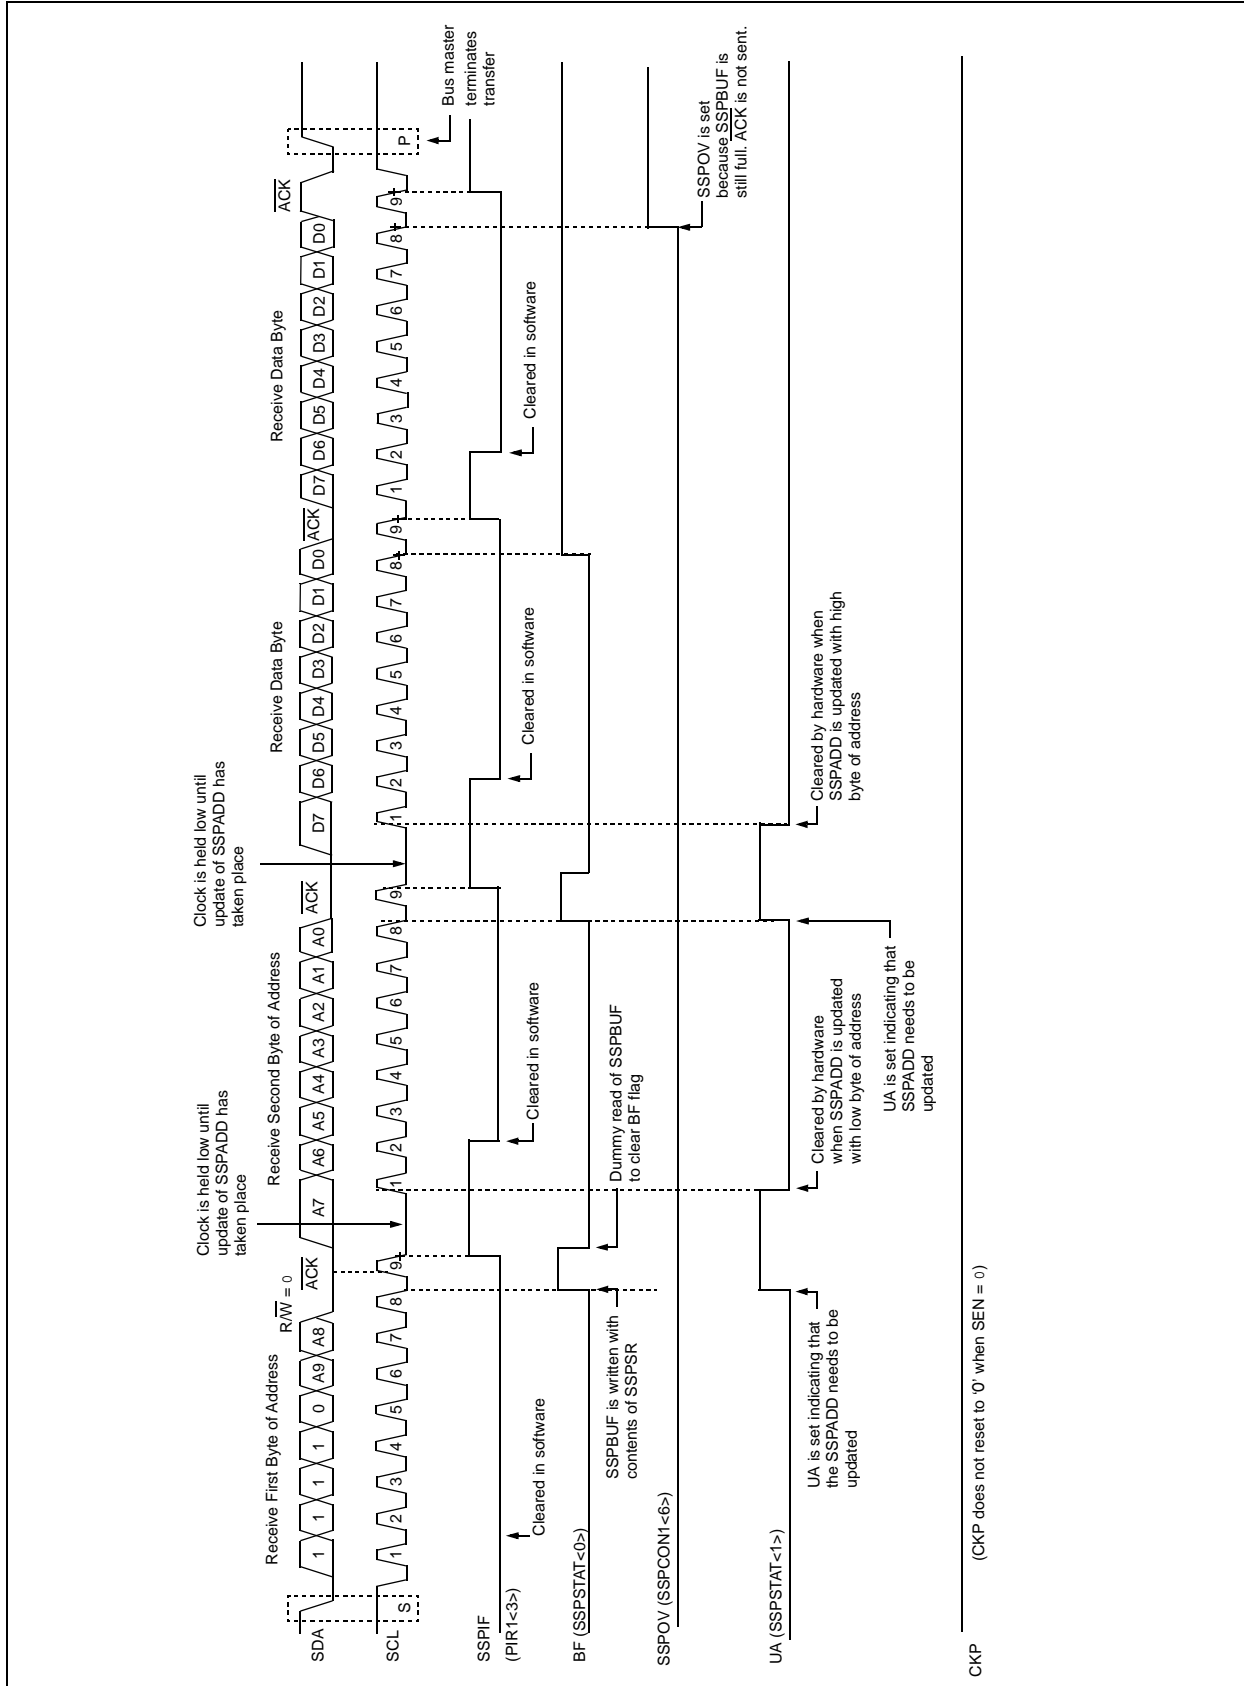 Receive First Byte of Address
R/W = 0
ACK
Clock is held low until
update of SSPADD has
taken place
Receive Second Byte of Address
ACK
Clock is held low until
update of SSPADD has
taken place
Receive Data Byte
ACK
Receive Data Byte
ACK
SDA
1 1 1 1 0 A9 A8 A7 A6 A5 A4 A3 A2 A1 A0 D7 D6 D5 D4 D3 D2 D1 D0 D7 D6 D5 D4 D3 D2 D1 D0
SCL
S 1 2 3 4 5 6 7 8 9 1 2 3 4 5 6 7 8 9 1 2 3 4 5 6 7 8 9 1 2 3 4 5 6 7 8 9 P
Bus master
terminates
transfer
SSPIF
(PIR1<3>)
Cleared in software
Cleared in software
Cleared in software
Cleared in software
BF (SSPSTAT<0>)
SSPBUF is written with
contents of SSPSR
Dummy read of SSPBUF
to clear BF flag
SSPOV (SSPCON1<6>)
SSPOV is set
because SSPBUF is
still full. ACK is not sent.
UA (SSPSTAT<1>)
UA is set indicating that
the SSPADD needs to be
updated
Cleared by hardware
when SSPADD is updated
with low byte of address
UA is set indicating that
SSPADD needs to be
updated
Cleared by hardware when
SSPADD is updated with high
byte of address
CKP
(CKP does not reset to ‘0’ when SEN = 0)